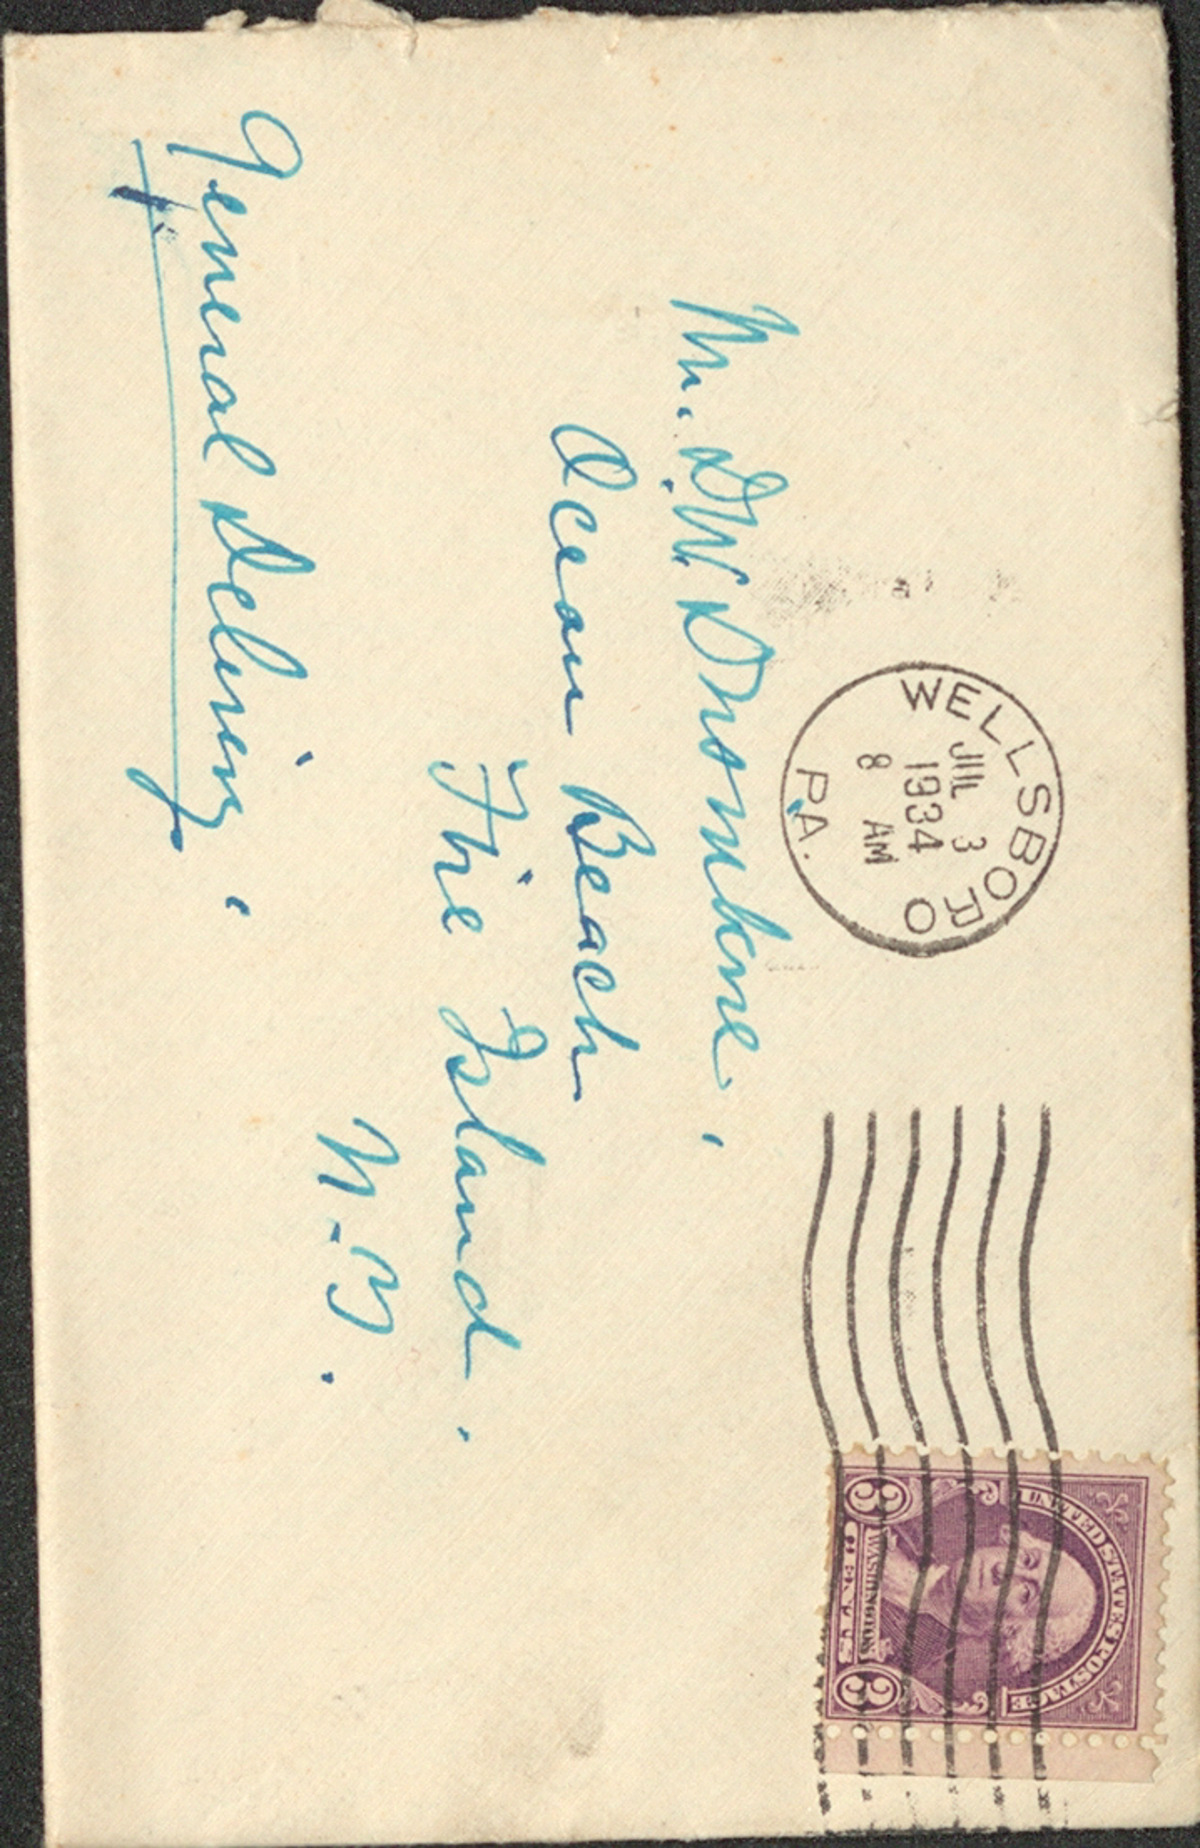 WELLSBORO
JUL 3
1934
8 AM
PA.
UNITED STATES POSTAGE
WASHINGTON
3 CENTS 3
Mr. D. W.
Ocean Beach
Fire Island.
N-Y.
General Delivery.